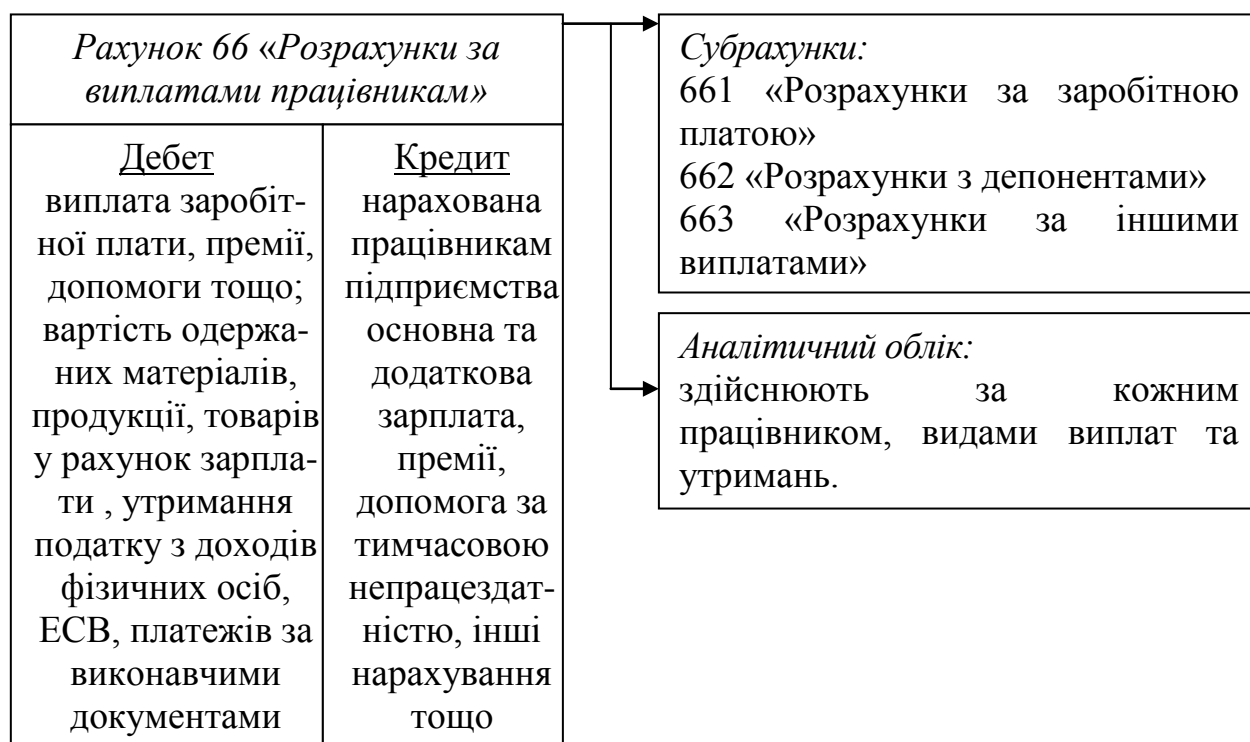 Рахунок 66 «Розрахунки за
виплатами працівникам»
Дебет
виплата заробіт-
ної плати, премії,
допомоги тощо;
вартість одержа-
них матеріалів,
продукції, товарів
у рахунок зарпла-
ти , утримання
податку з доходів
фізичних осіб,
ЕСВ, платежів за
виконавчими
документами
Кредит
нарахована
працівникам
підприємства
основна та
додаткова
зарплата,
премії,
допомога за
тимчасовою
непрацездат-
ністю, інші
нарахування
тощо
Субрахунки:
661 «Розрахунки за заробітною
платою»
662 «Розрахунки з депонентами»
663 «Розрахунки за іншими
виплатами»
Аналітичний облік:
здійснюють за кожним
працівником, видами виплат та
утримань.